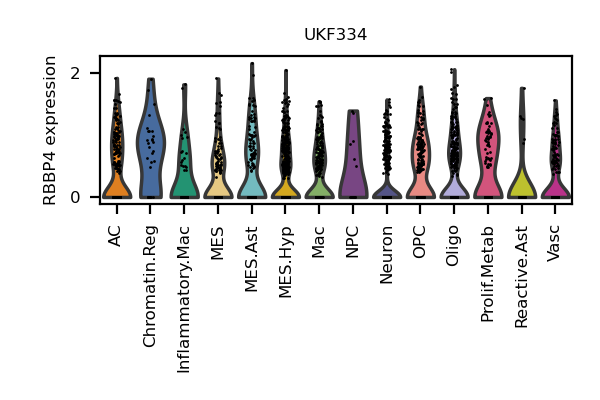 UKF334
RBBP4 expression
2
0
AC
Chromatin.Reg
Inflammatory.Mac
MES
MES.Ast
MES.Hyp
Mac
NPC
Neuron
OPC
Oligo
Prolif.Metab
Reactive.Ast
Vasc